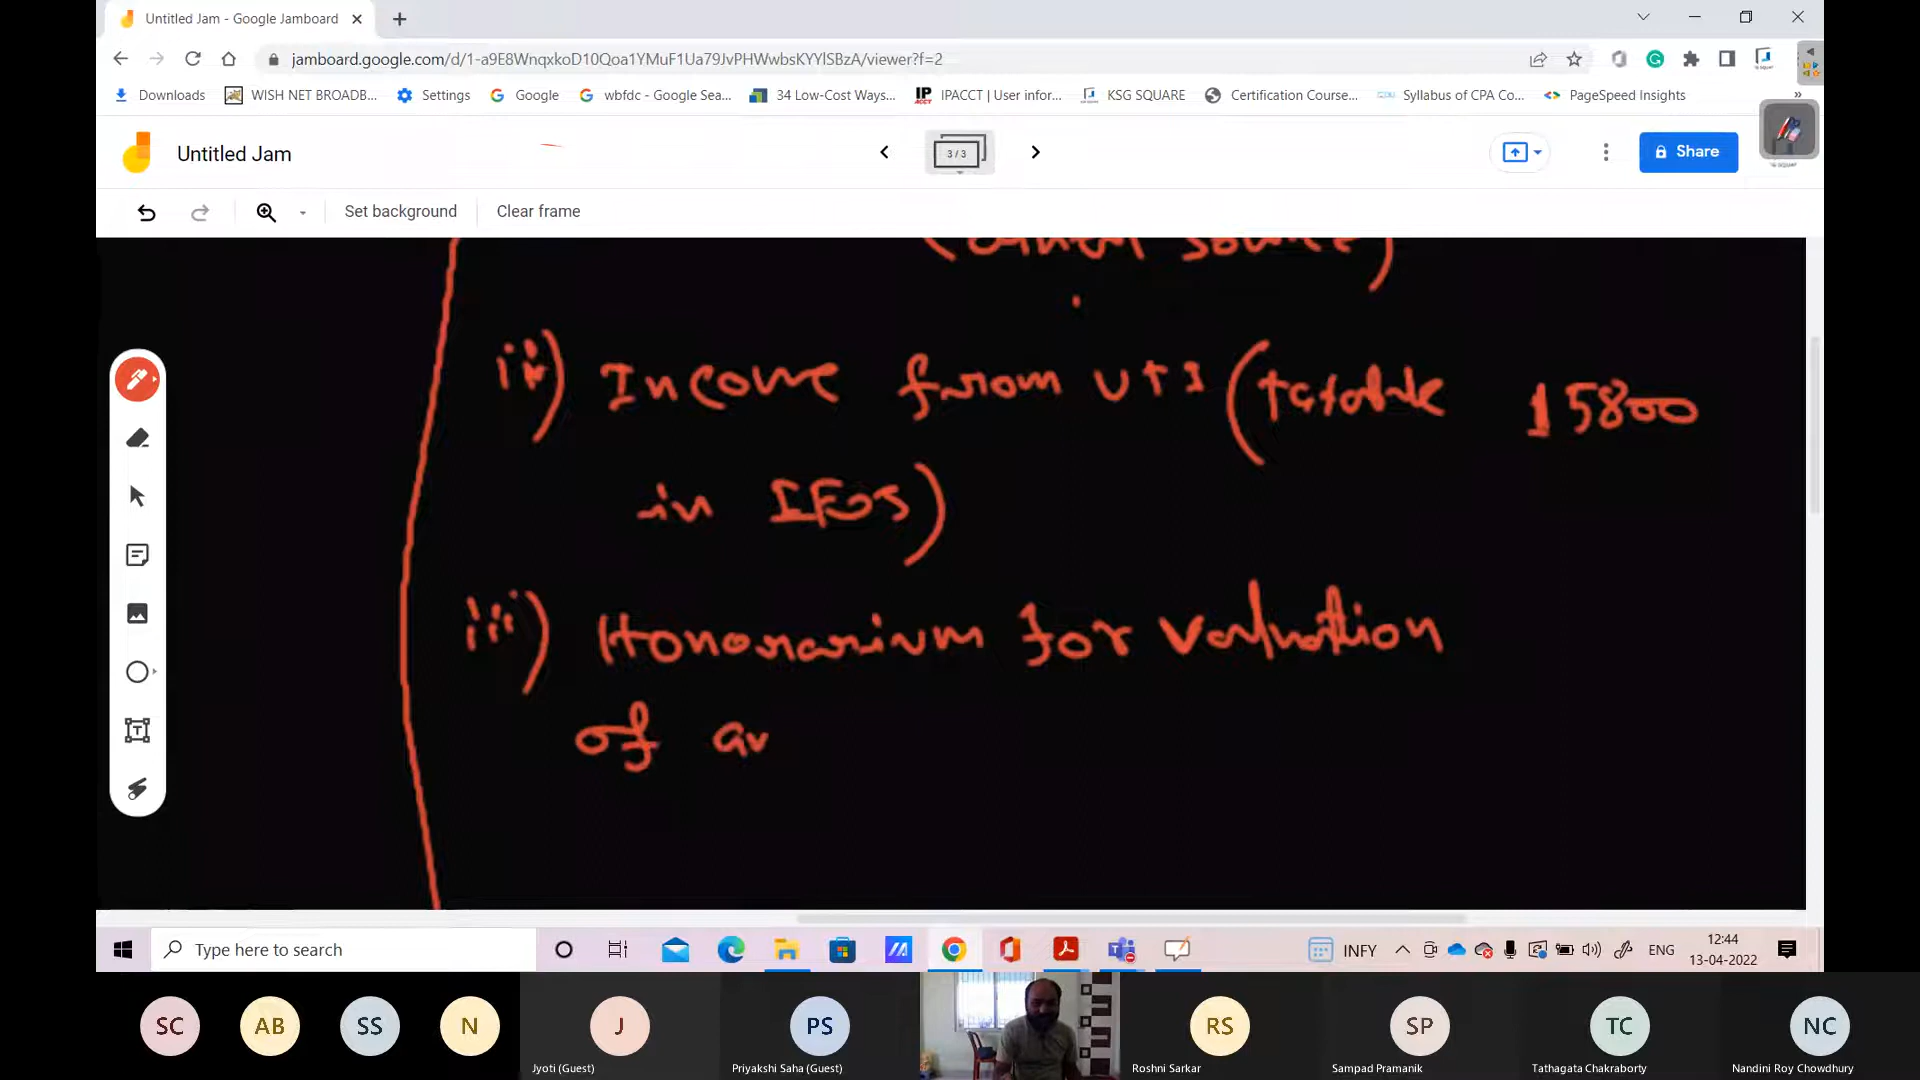 Untitled Jam - Google Jamboard
jamboard.google.com/d/1-a9E8WnqxkoD10Qoa1YMuF1Ua79JvPHWwbsKYYlSBzA/viewer?f=2
Downloads WISH NET BROADB... Settings Google wbfdc - Google Sea... 34 Low-Cost Ways... IPACCT | User infor... KSG SQUARE Certification Course... Syllabus of CPA Co... PageSpeed Insights »
Untitled Jam 3 / 3 Share
Set background Clear frame
(other source)
ii) Income from UTI (taxable 15800
in IFOS)
iii) Honorarium for valuation
of av
Type here to search INFY ENG 12:44
13-04-2022
SC AB SS N J PS RS SP TC NC
Jyoti (Guest) Priyakshi Saha (Guest) Roshni Sarkar Sampad Pramanik Tathagata Chakraborty Nandini Roy Chowdhury